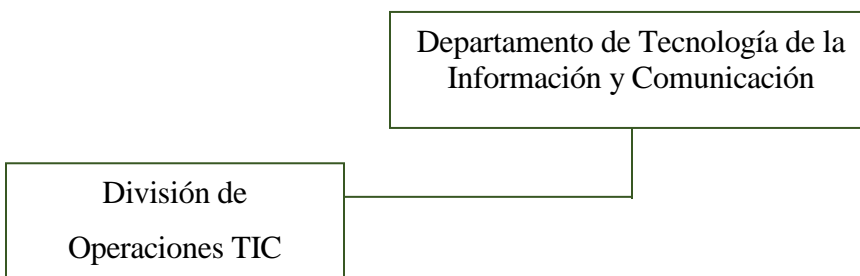 Departamento de Tecnología de la
Información y Comunicación
División de
Operaciones TIC